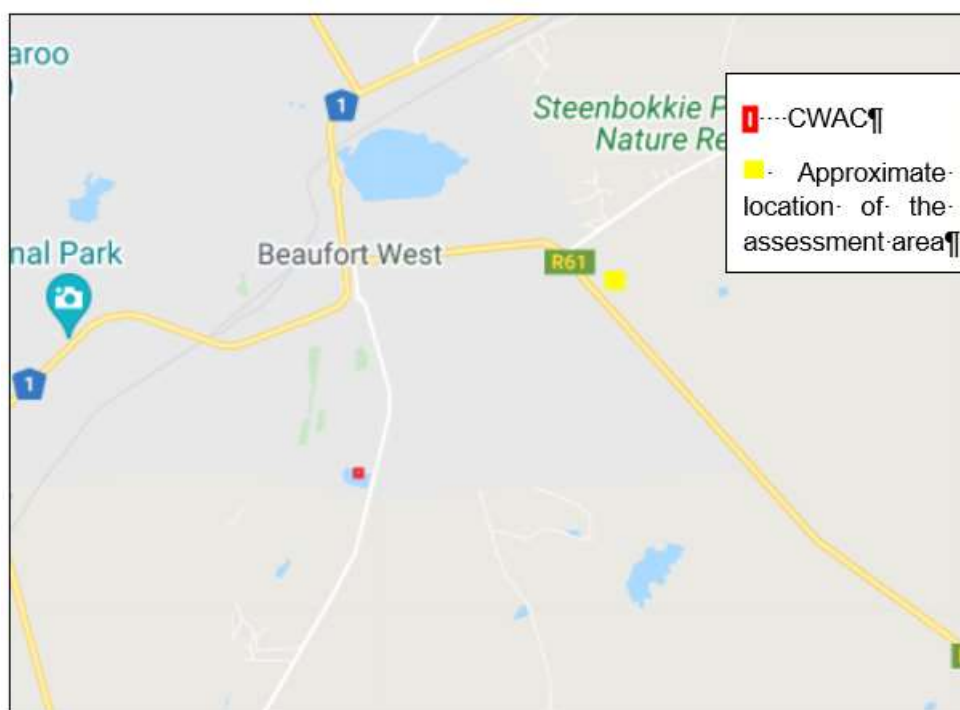 aroo
1
Steenbokkie P
Nature Re
CWAC¶
Approximate
location of the
assessment area¶
nal Park
Beaufort West
R61
1